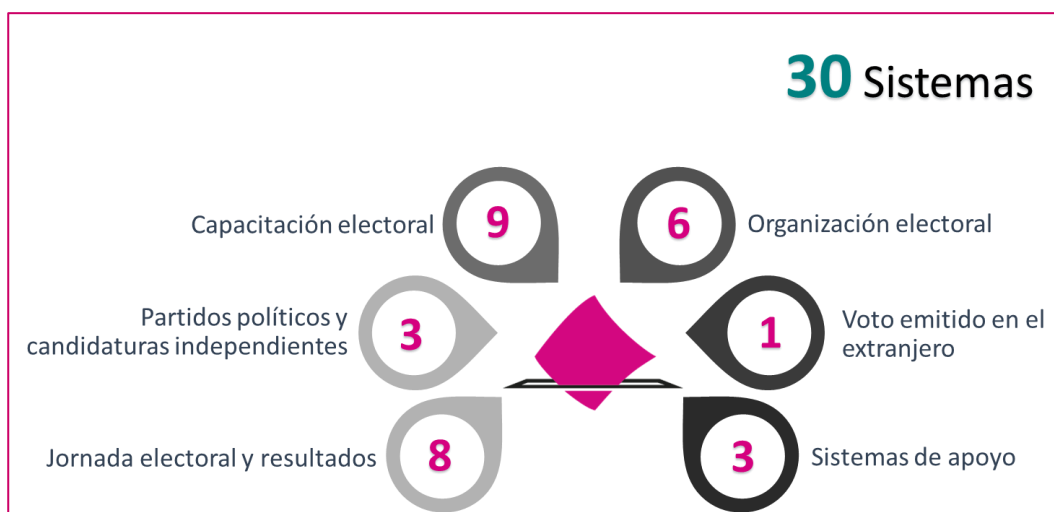 30 Sistemas
Capacitación electoral
9
6
Organización electoral
Partidos políticos y
candidaturas independientes
3
1
Voto emitido en el
extranjero
Jornada electoral y resultados
8
3
Sistemas de apoyo